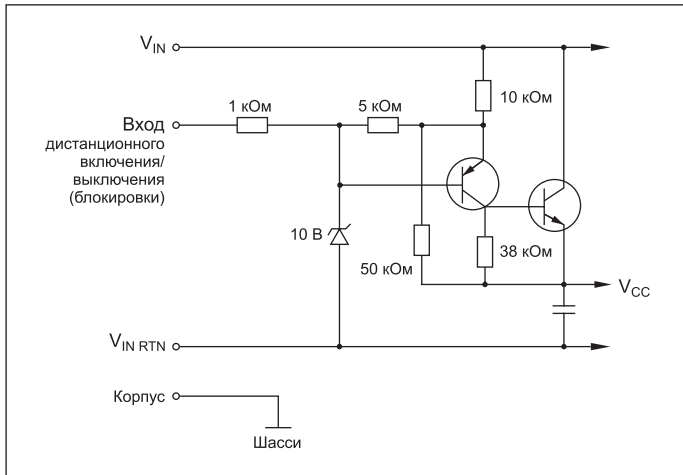 V_IN
1 кОм
5 кОм
10 кОм
Вход
дистанционного
включения/
выключения
(блокировки)
10 В
50 кОм
38 кОм
V_CC
V_IN RTN
Корпус
Шасси